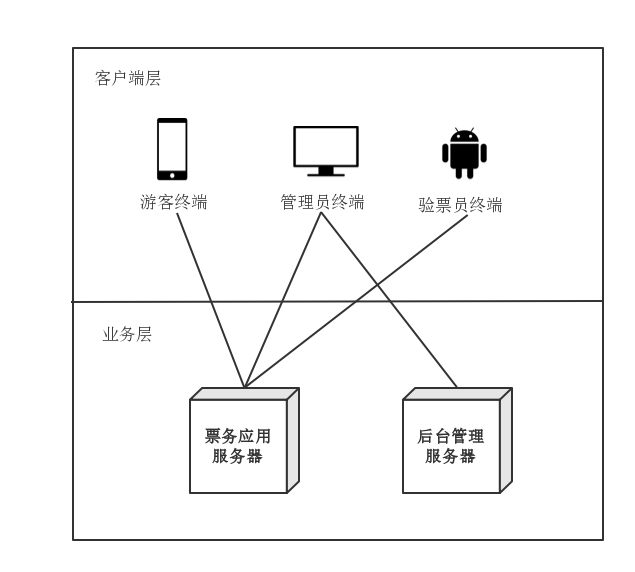 客户端层
游客终端
管理员终端
验票员终端
业务层
票务应用
服务器
后台管理
服务器